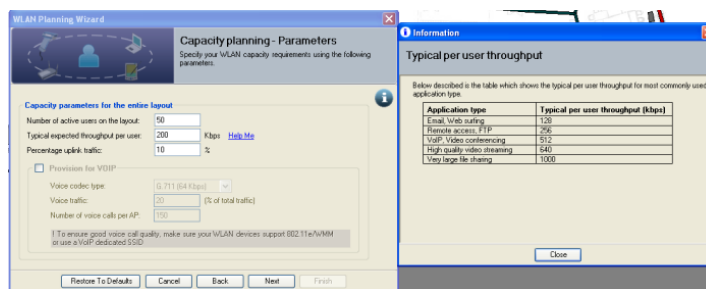 WLAN Planning Wizard
Capacity planning - Parameters
Specify your WLAN capacity requirements using the following
parameters.
Capacity parameters for the entire layout
Number of active users on the layout: 50
Typical expected throughput per user: 200 Kbps Help Me
Percentage uplink traffic: 10 %
Provision for VOIP
Voice codec type: G.711 (64 Kbps)
Voice traffic: 20 (% of total traffic)
Number of voice calls per AP: 150
! To ensure good voice call quality, make sure your WLAN devices support 802.11e/WMM
or use a VoIP dedicated SSID
Restore To Defaults Cancel Back Next Finish
Information
Typical per user throughput
Below described is the table which shows the typical per user throughput for most commonly used
application type.
Application type Typical per user throughput (kbps)
Email, Web surfing 128
Remote access, FTP 256
VoIP, Video conferencing 512
High quality video streaming 640
Very large file sharing 1000
Close